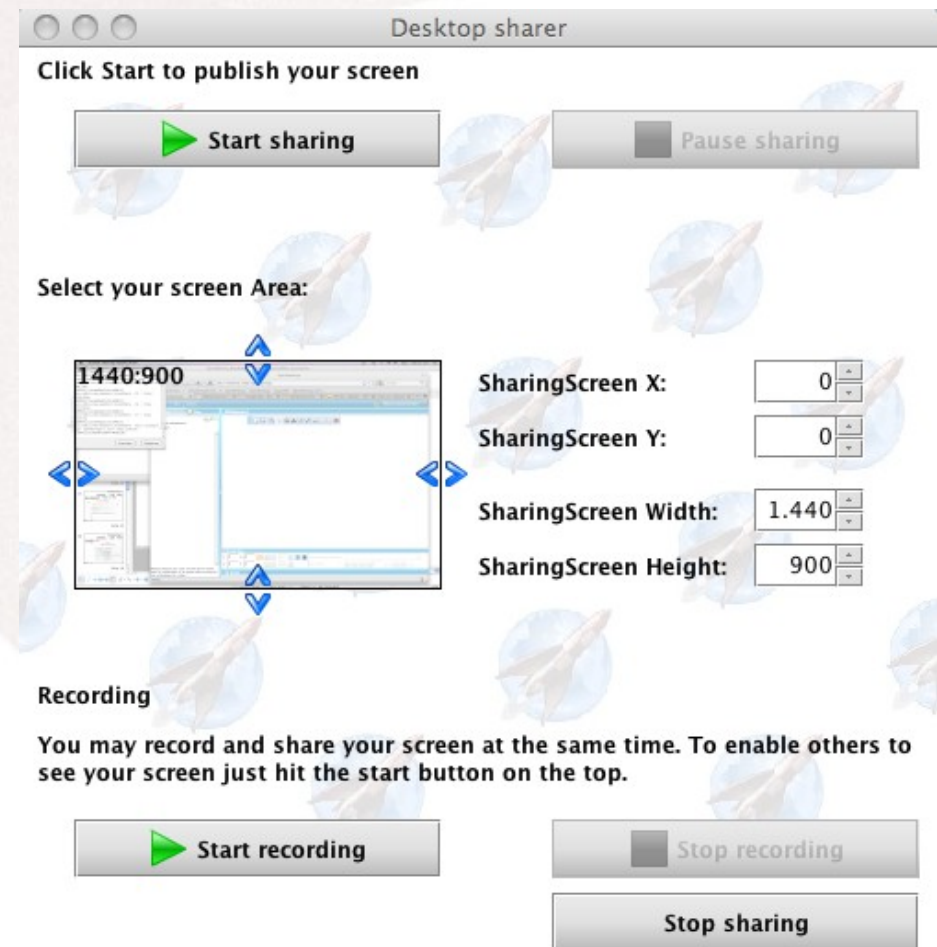 Desktop sharer
Click Start to publish your screen
Start sharing
Pause sharing
Select your screen Area:
1440:900
SharingScreen X:
0
SharingScreen Y:
0
SharingScreen Width:
1.440
SharingScreen Height:
900
Recording
You may record and share your screen at the same time. To enable others to
see your screen just hit the start button on the top.
Start recording
Stop recording
Stop sharing